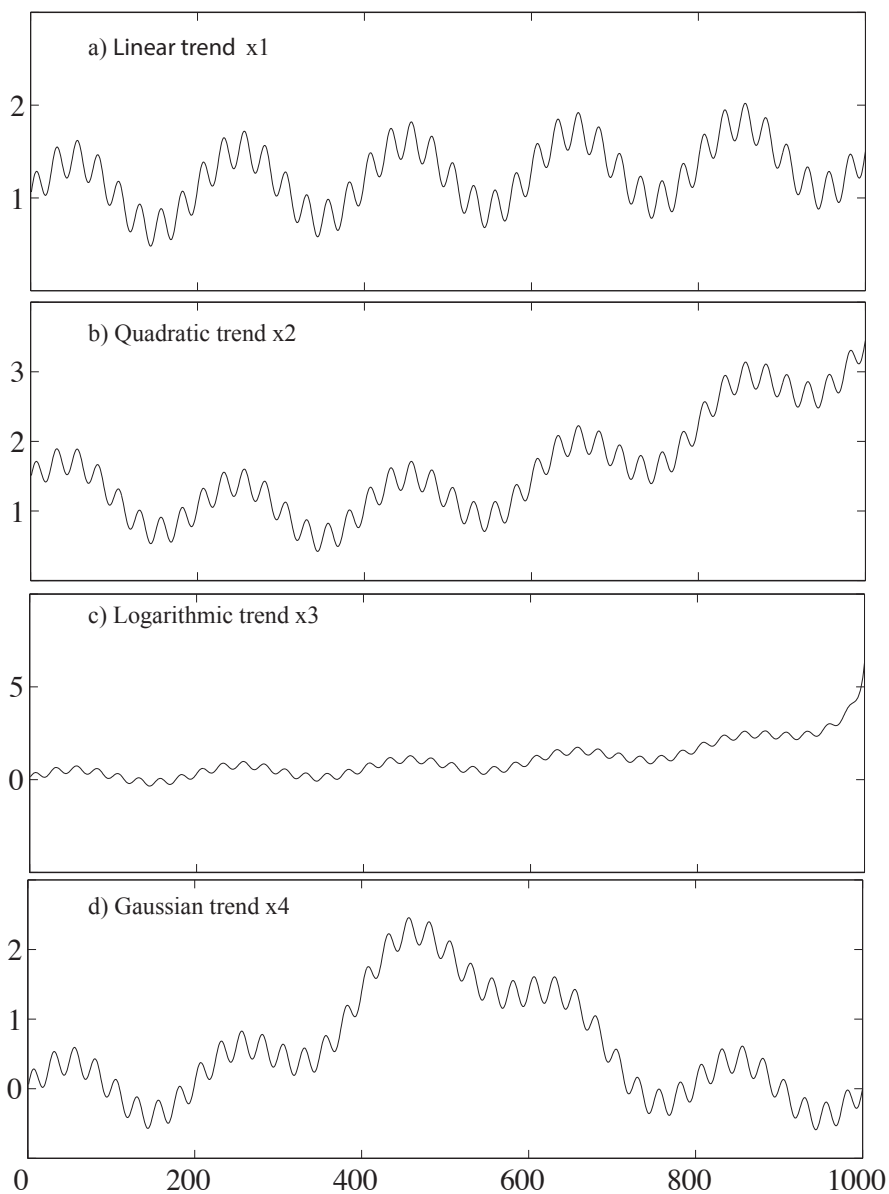 a) Linear trend x1
2
1
b) Quadratic trend x2
3
2
1
c) Logarithmic trend x3
5
0
d) Gaussian trend x4
2
1
0
0 200 400 600 800 1000